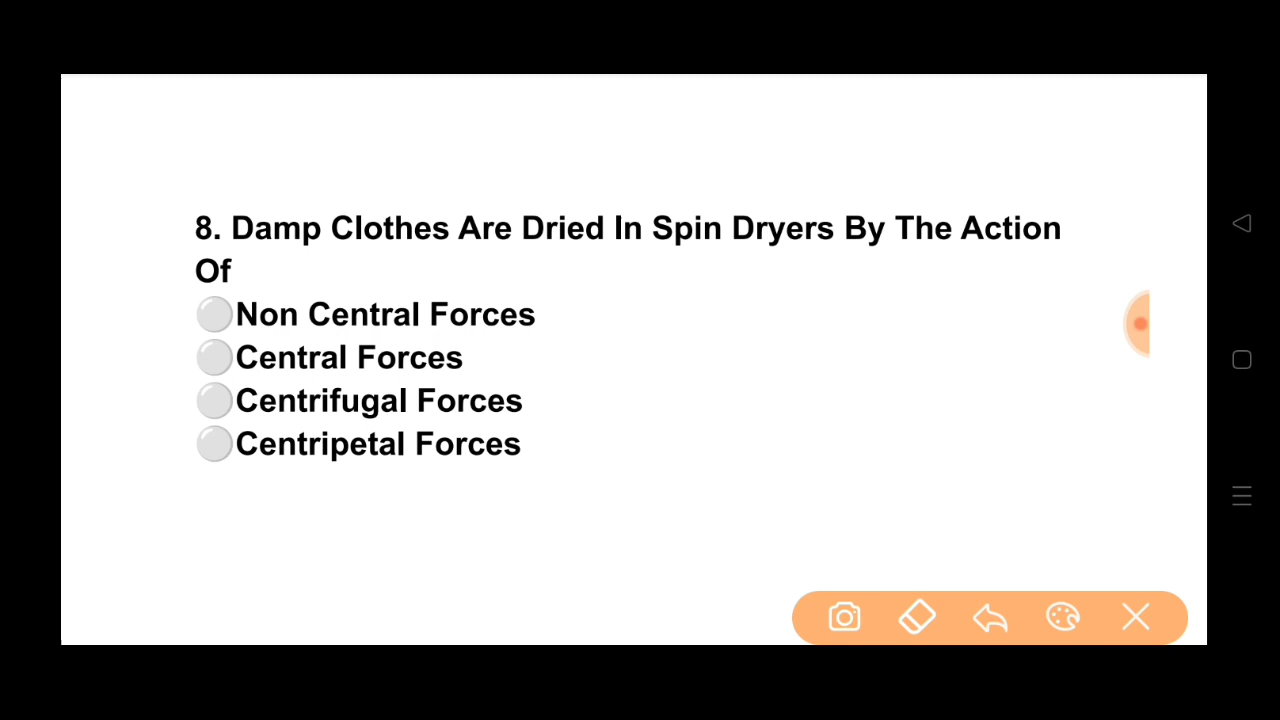 8. Damp Clothes Are Dried In Spin Dryers By The Action
Of
⚪Non Central Forces
⚪Central Forces
⚪Centrifugal Forces
⚪Centripetal Forces